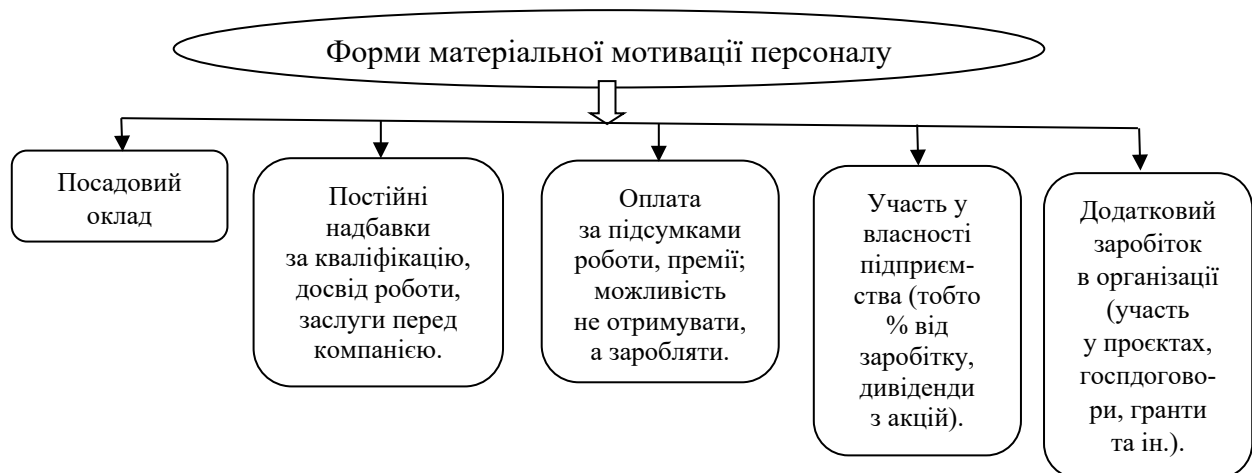 Форми матеріальної мотивації персоналу
Посадовий
оклад
Постійні
надбавки
за кваліфікацію,
досвід роботи,
заслуги перед
компанією.
Оплата
за підсумками
роботи, премії;
можливість
не отримувати,
а заробляти.
Участь у
власності
підприєм-
ства (тобто
% від
заробітку,
дивіденди
з акцій).
Додатковий
заробіток
в організації
(участь
у проєктах,
госпдогово-
ри, гранти
та ін.).